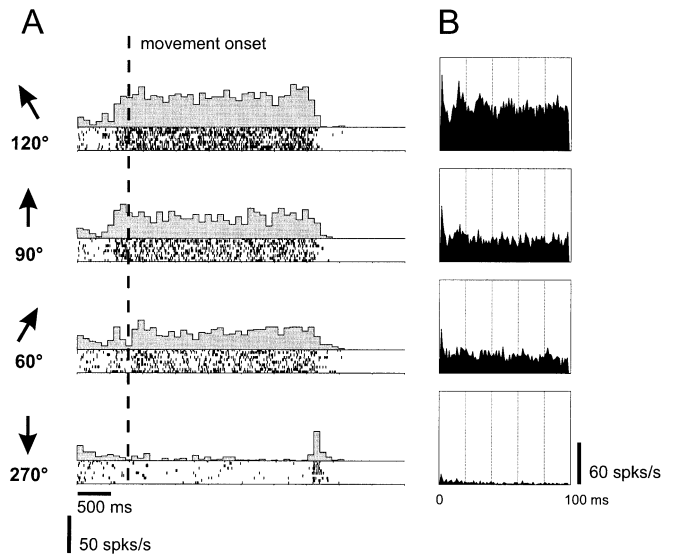 A
B
movement onset
120°
90°
60°
270°
500 ms
50 spks/s
60 spks/s
0
100 ms